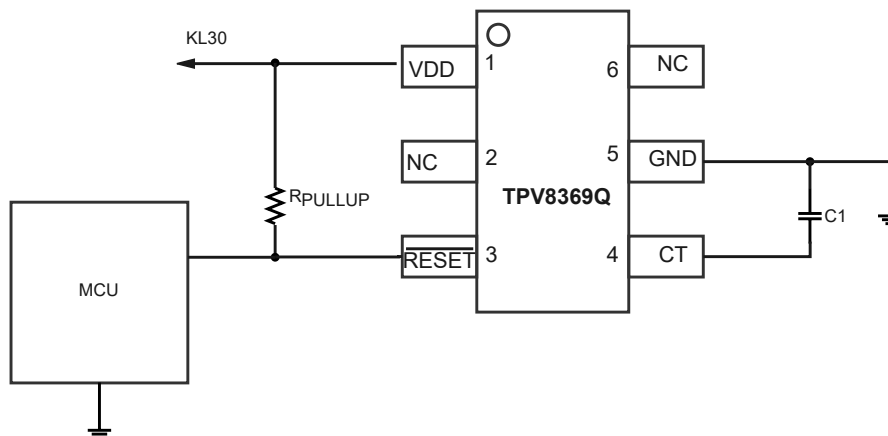 KL30
VDD
1
6
NC
NC
2
5
GND
RPULLUP
TPV8369Q
C1
RESET
3
4
CT
MCU